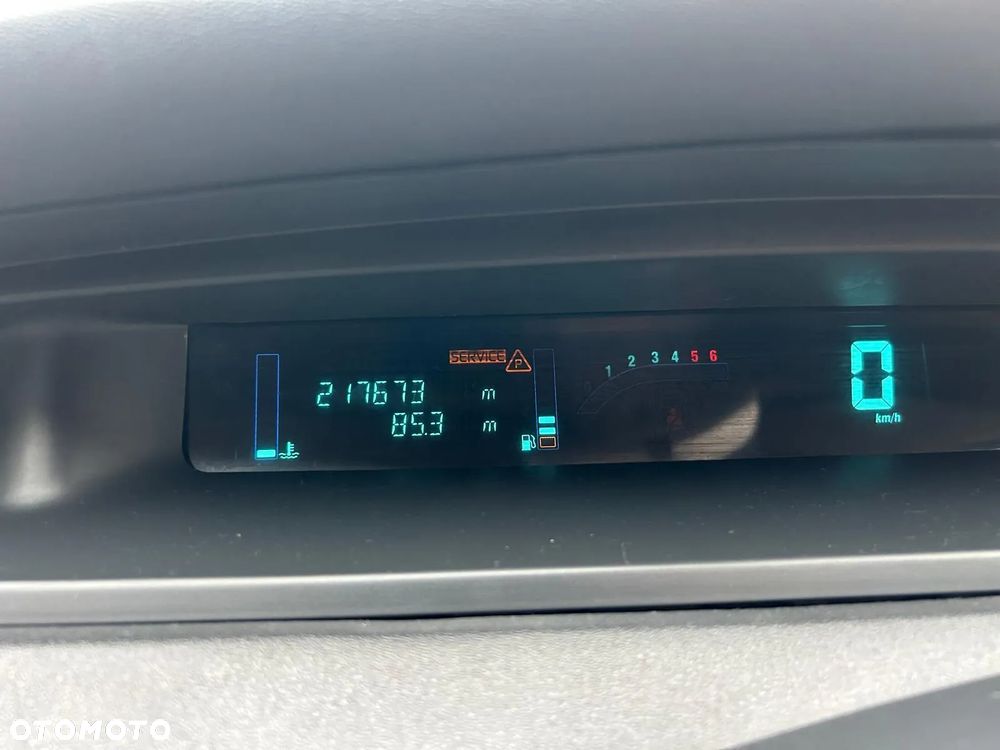 SERVICE P
217673 m
85.3 m
1 2 3 4 5 6
0
km/h
OTOMOTO